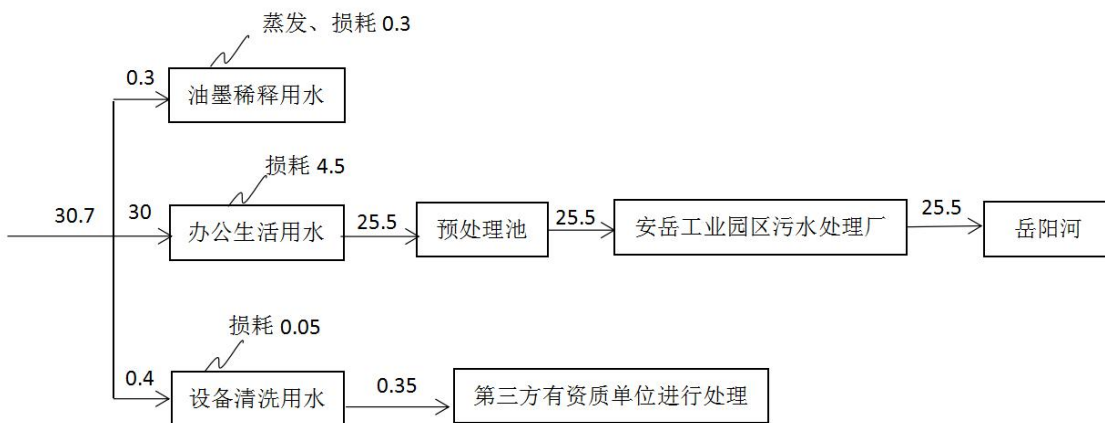 蒸发、损耗 0.3
0.3
油墨稀释用水
损耗 4.5
30.7
30
办公生活用水
25.5
预处理池
25.5
安岳工业园区污水处理厂
25.5
岳阳河
损耗 0.05
0.4
设备清洗用水
0.35
第三方有资质单位进行处理